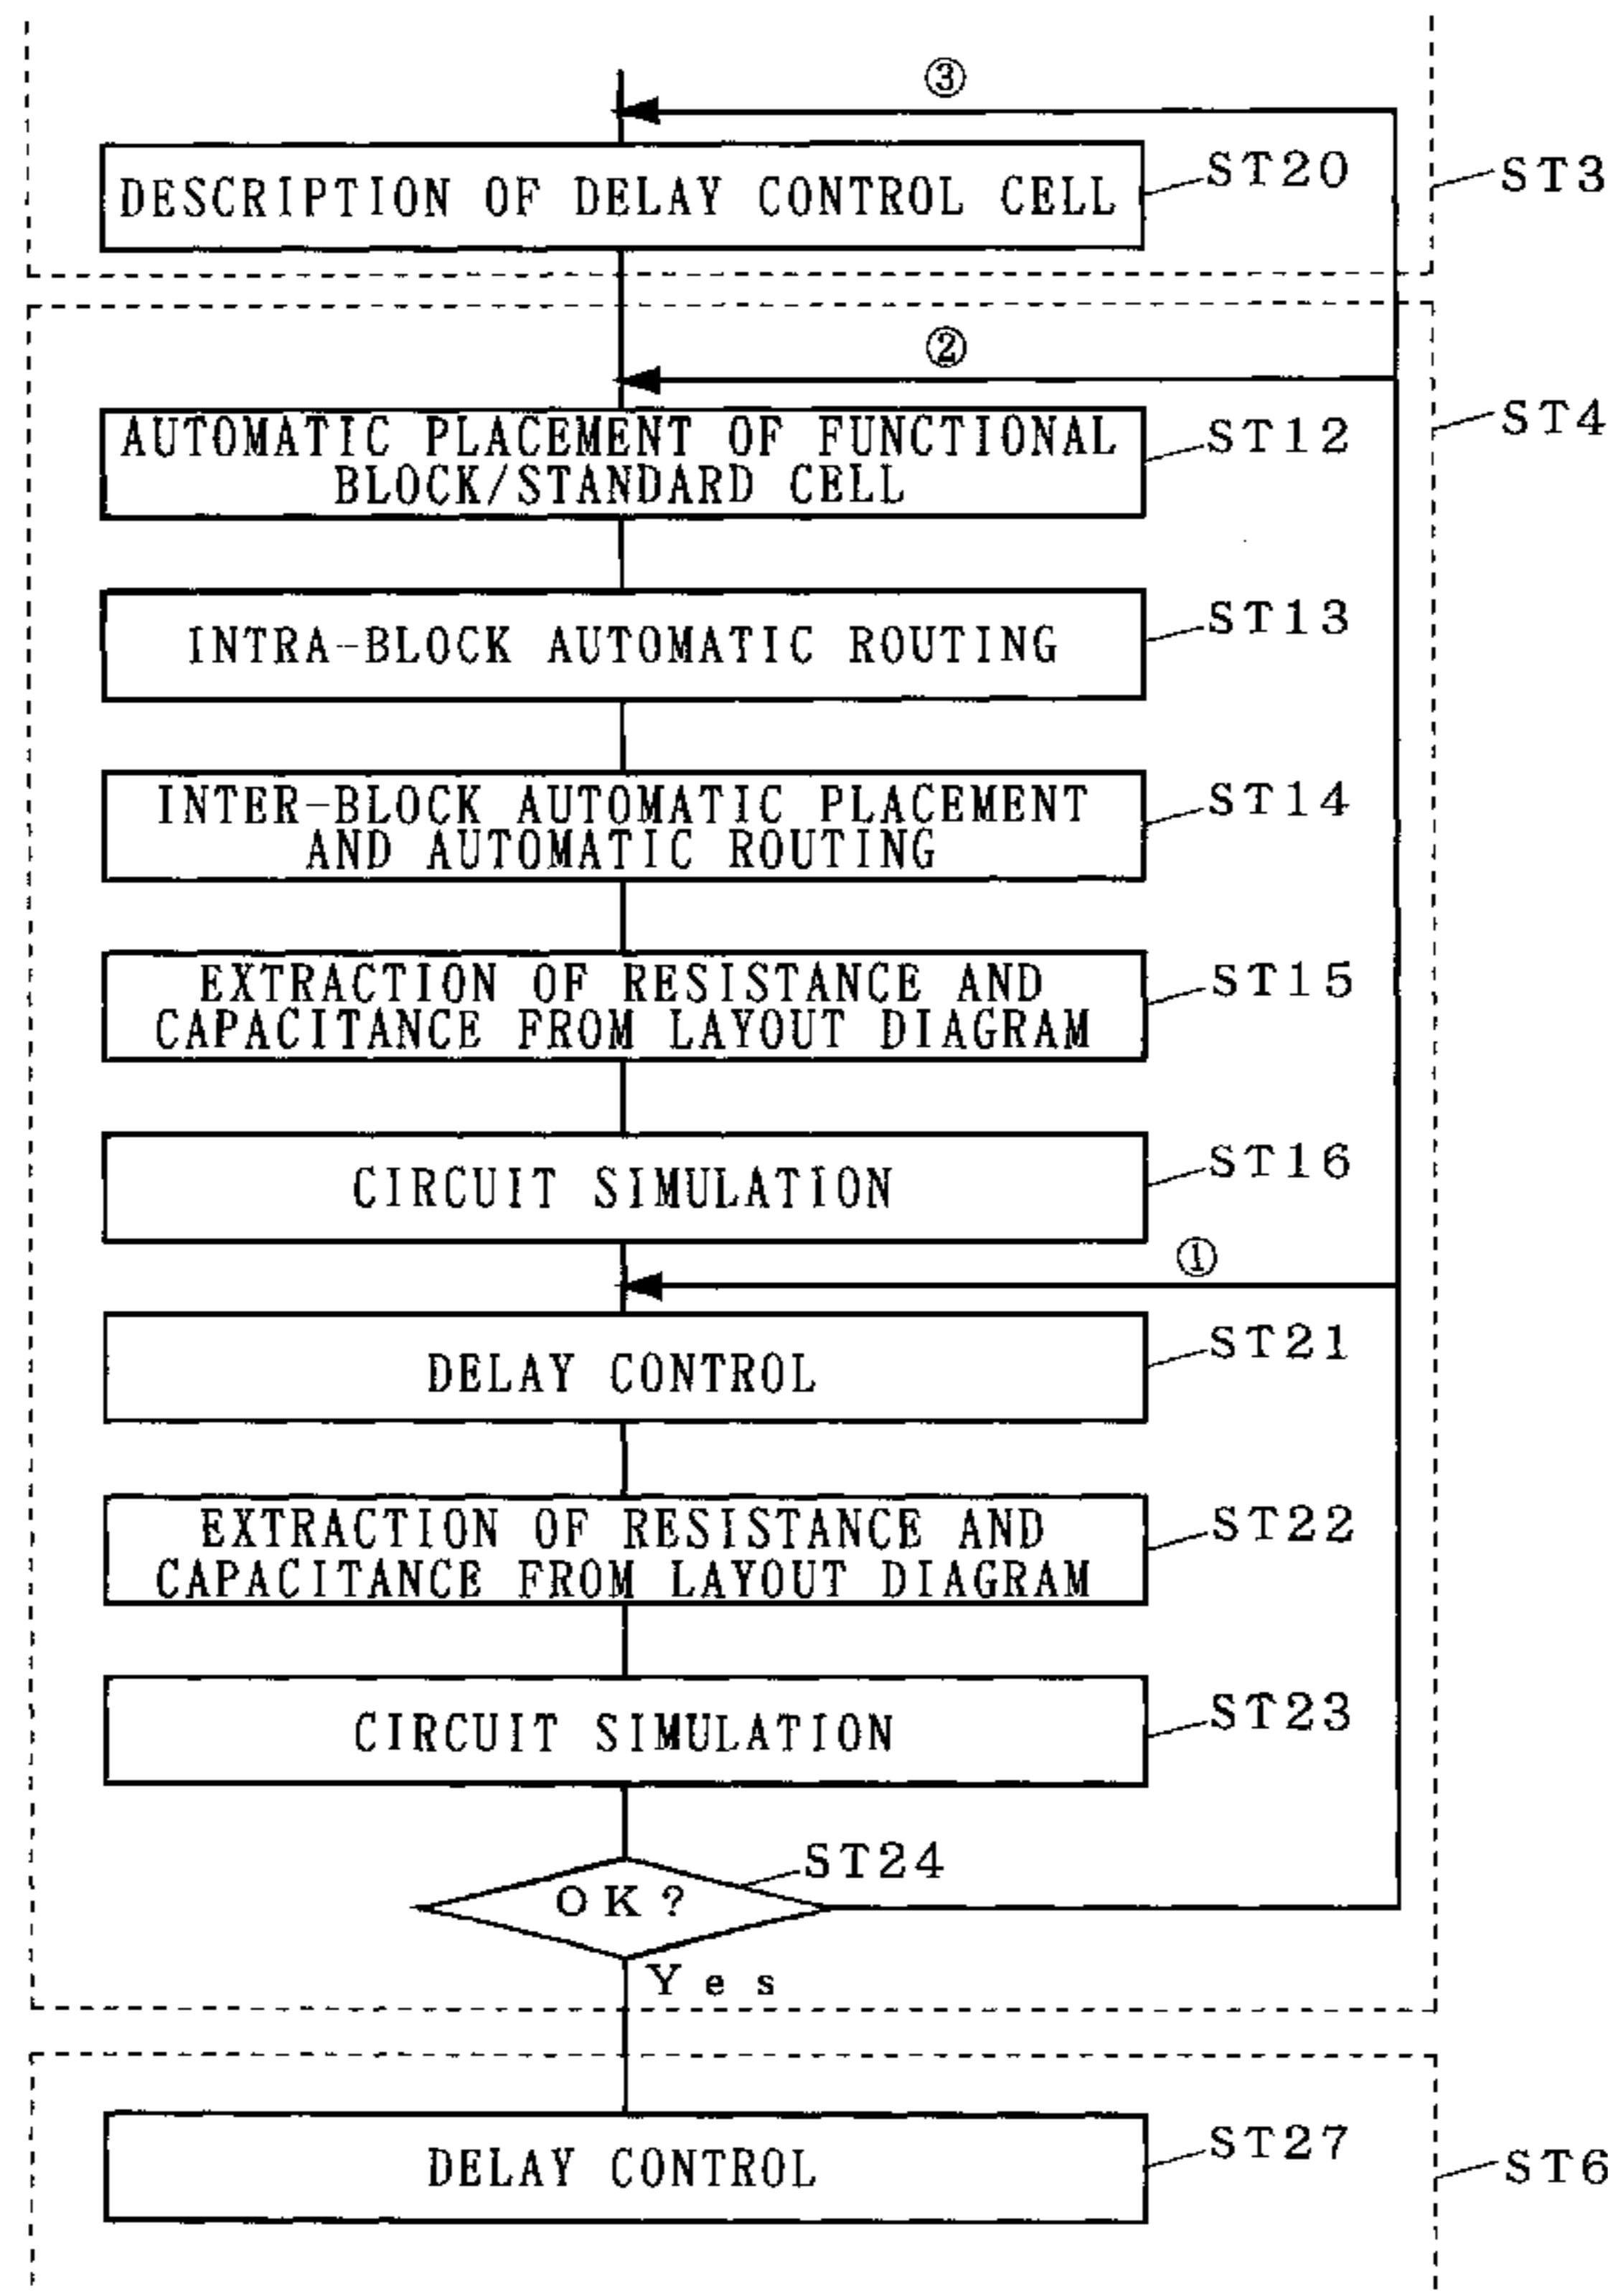 ③
DESCRIPTION OF DELAY CONTROL CELL
ST20
ST3
②
AUTOMATIC PLACEMENT OF FUNCTIONAL
BLOCK/STANDARD CELL
ST12
ST4
INTRA-BLOCK AUTOMATIC ROUTING
ST13
INTER-BLOCK AUTOMATIC PLACEMENT
AND AUTOMATIC ROUTING
ST14
EXTRACTION OF RESISTANCE AND
CAPACITANCE FROM LAYOUT DIAGRAM
ST15
CIRCUIT SIMULATION
ST16
①
DELAY CONTROL
ST21
EXTRACTION OF RESISTANCE AND
CAPACITANCE FROM LAYOUT DIAGRAM
ST22
CIRCUIT SIMULATION
ST23
OK?
ST24
Yes
DELAY CONTROL
ST27
ST6